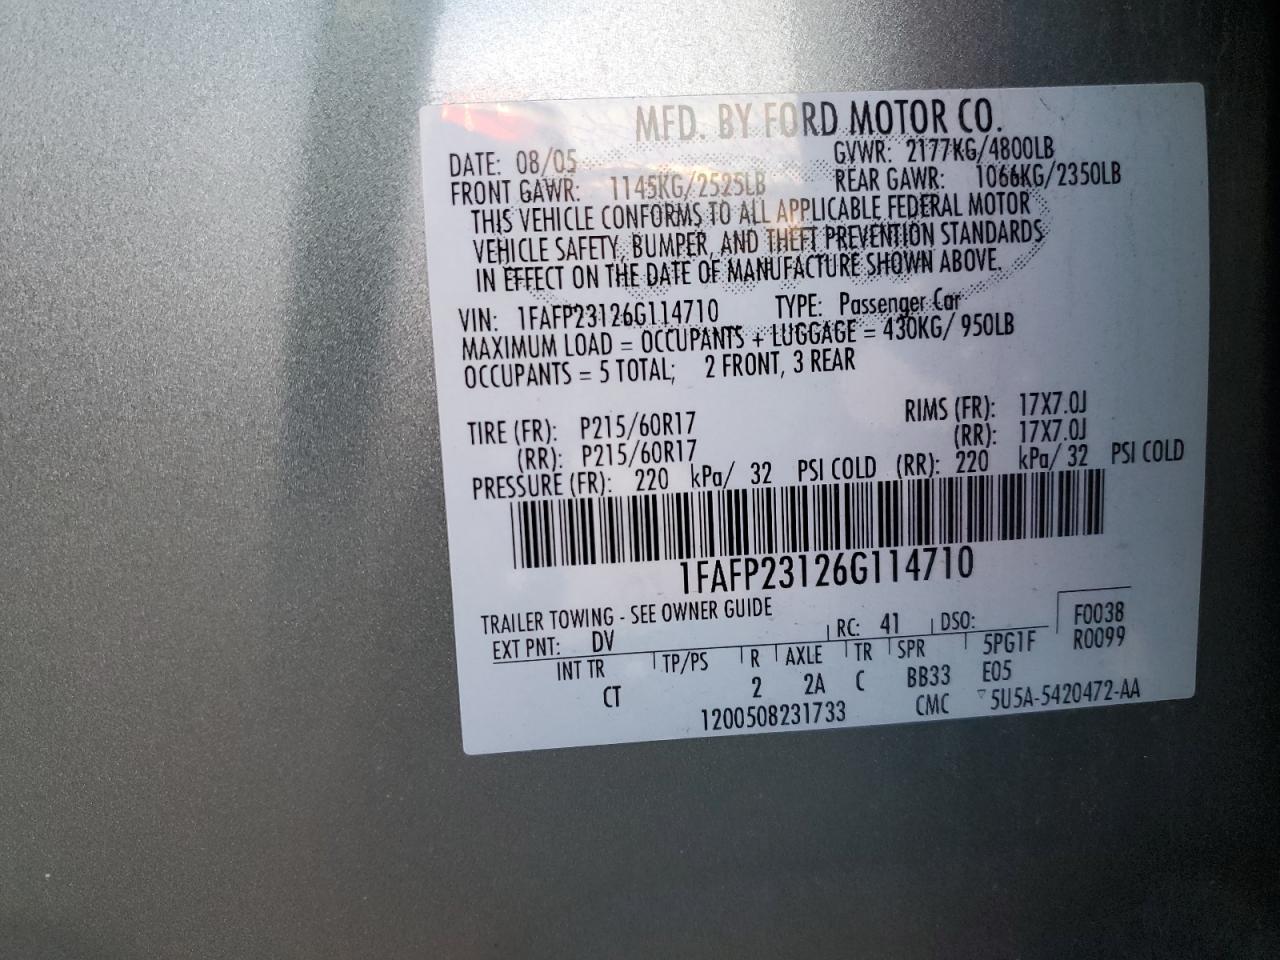 MFD. BY FORD MOTOR CO.
DATE: 08/05 GVWR: 2177KG/4800LB
FRONT GAWR: 1145KG/2525LB REAR GAWR: 1066KG/2350LB
THIS VEHICLE CONFORMS TO ALL APPLICABLE FEDERAL MOTOR
VEHICLE SAFETY, BUMPER, AND THEFT PREVENTION STANDARDS
IN EFFECT ON THE DATE OF MANUFACTURE SHOWN ABOVE.
VIN: 1FAFP23126G114710 TYPE: Passenger Car
MAXIMUM LOAD = OCCUPANTS + LUGGAGE = 430KG/ 950LB
OCCUPANTS = 5 TOTAL; 2 FRONT, 3 REAR
TIRE (FR): P215/60R17 RIMS (FR): 17X7.0J
(RR): P215/60R17 (RR): 17X7.0J
PRESSURE (FR): 220 kPa/ 32 PSI COLD (RR): 220 kPa/ 32 PSI COLD
1FAFP23126G114710
TRAILER TOWING - SEE OWNER GUIDE
EXT PNT: DV RC: 41 DSO: F0038
INT TR TP/PS R AXLE TR SPR 5PG1F R0099
CT 2 2A C BB33 E05
1200508231733 CMC ▽5U5A-5420472-AA